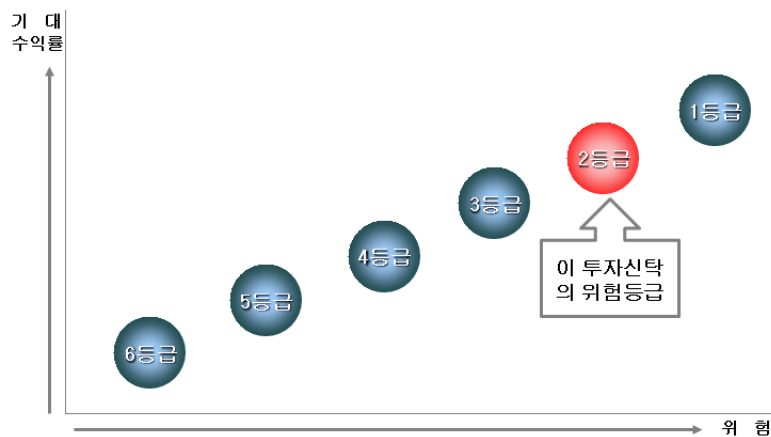 기 대
수익률
1등급
2등급
3등급
4등급
이 투자신탁
의 위험등급
5등급
6등급
위 험